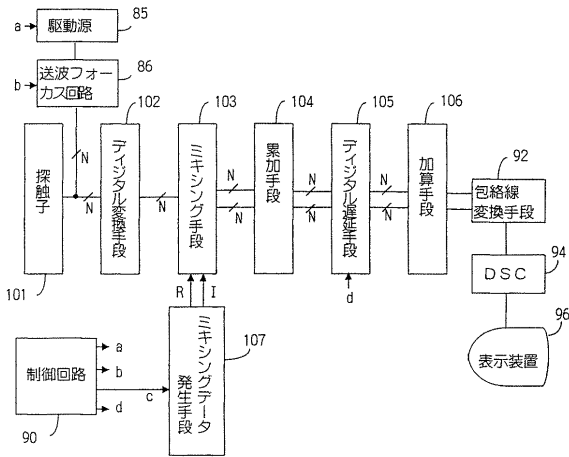 a
駆動源
85
b
送波フォー
カス回路
86
102
103
104
105
106
N
探触子
ディジタル変換手段
ミキシング手段
累加手段
ディジタル遅延手段
加算手段
92
包絡線
変換手段
N
N
N
N
N
N
N
N
101
R
I
d
94
DSC
96
表示装置
制御回路
a
b
c
d
90
ミキシングデータ
発生手段
107